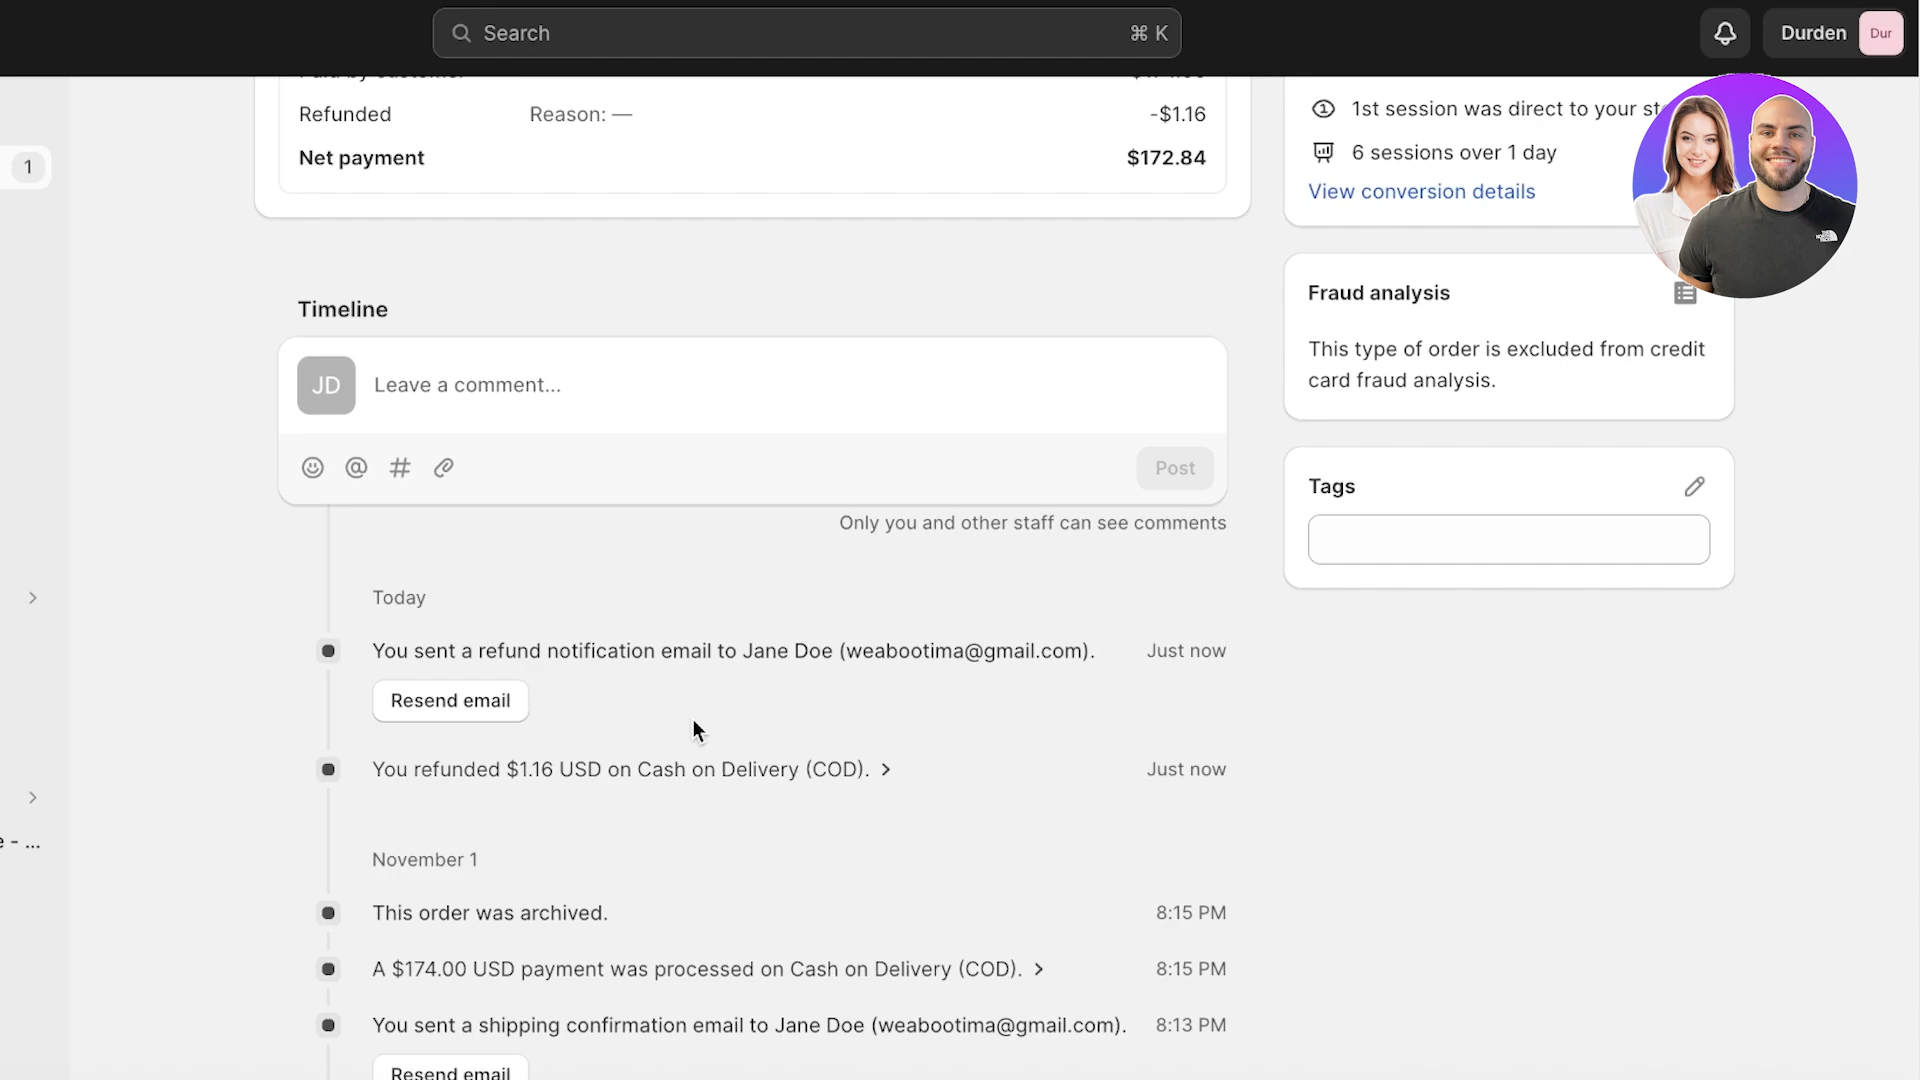 Search
⌘ K
Durden
Dur
Refunded Reason: — -$1.16
Net payment $172.84
1
1st session was direct to your st
6 sessions over 1 day
View conversion details
Timeline
JD
Leave a comment...
Post
Only you and other staff can see comments
Fraud analysis
This type of order is excluded from credit
card fraud analysis.
Tags
Today
You sent a refund notification email to Jane Doe (weabootima@gmail.com). Just now
Resend email
You refunded $1.16 USD on Cash on Delivery (COD). Just now
e - ...
November 1
This order was archived. 8:15 PM
A $174.00 USD payment was processed on Cash on Delivery (COD). 8:15 PM
You sent a shipping confirmation email to Jane Doe (weabootima@gmail.com). 8:13 PM
Resend email